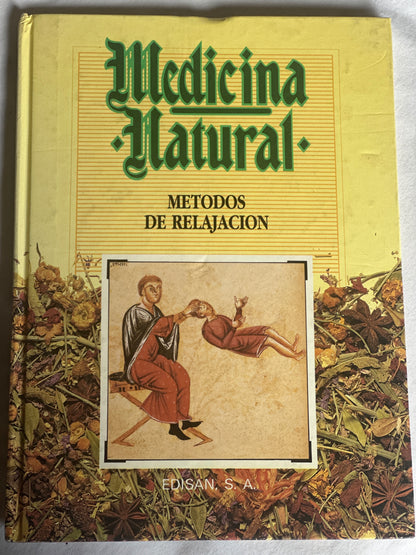 Medicina
·Natural·
METODOS
DE RELAJACION
EDISAN, S. A.